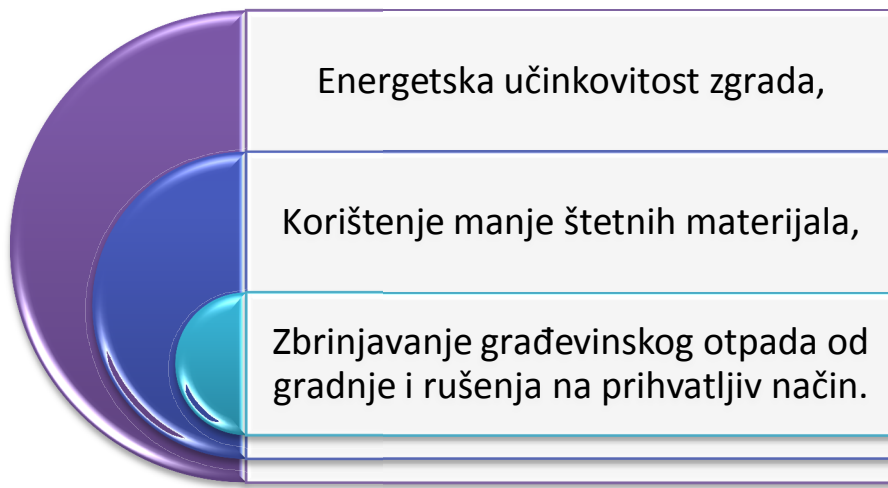 Energetska učinkovitost zgrada,
Korištenje manje štetnih materijala,
Zbrinjavanje građevinskog otpada od
gradnje i rušenja na prihvatljiv način.